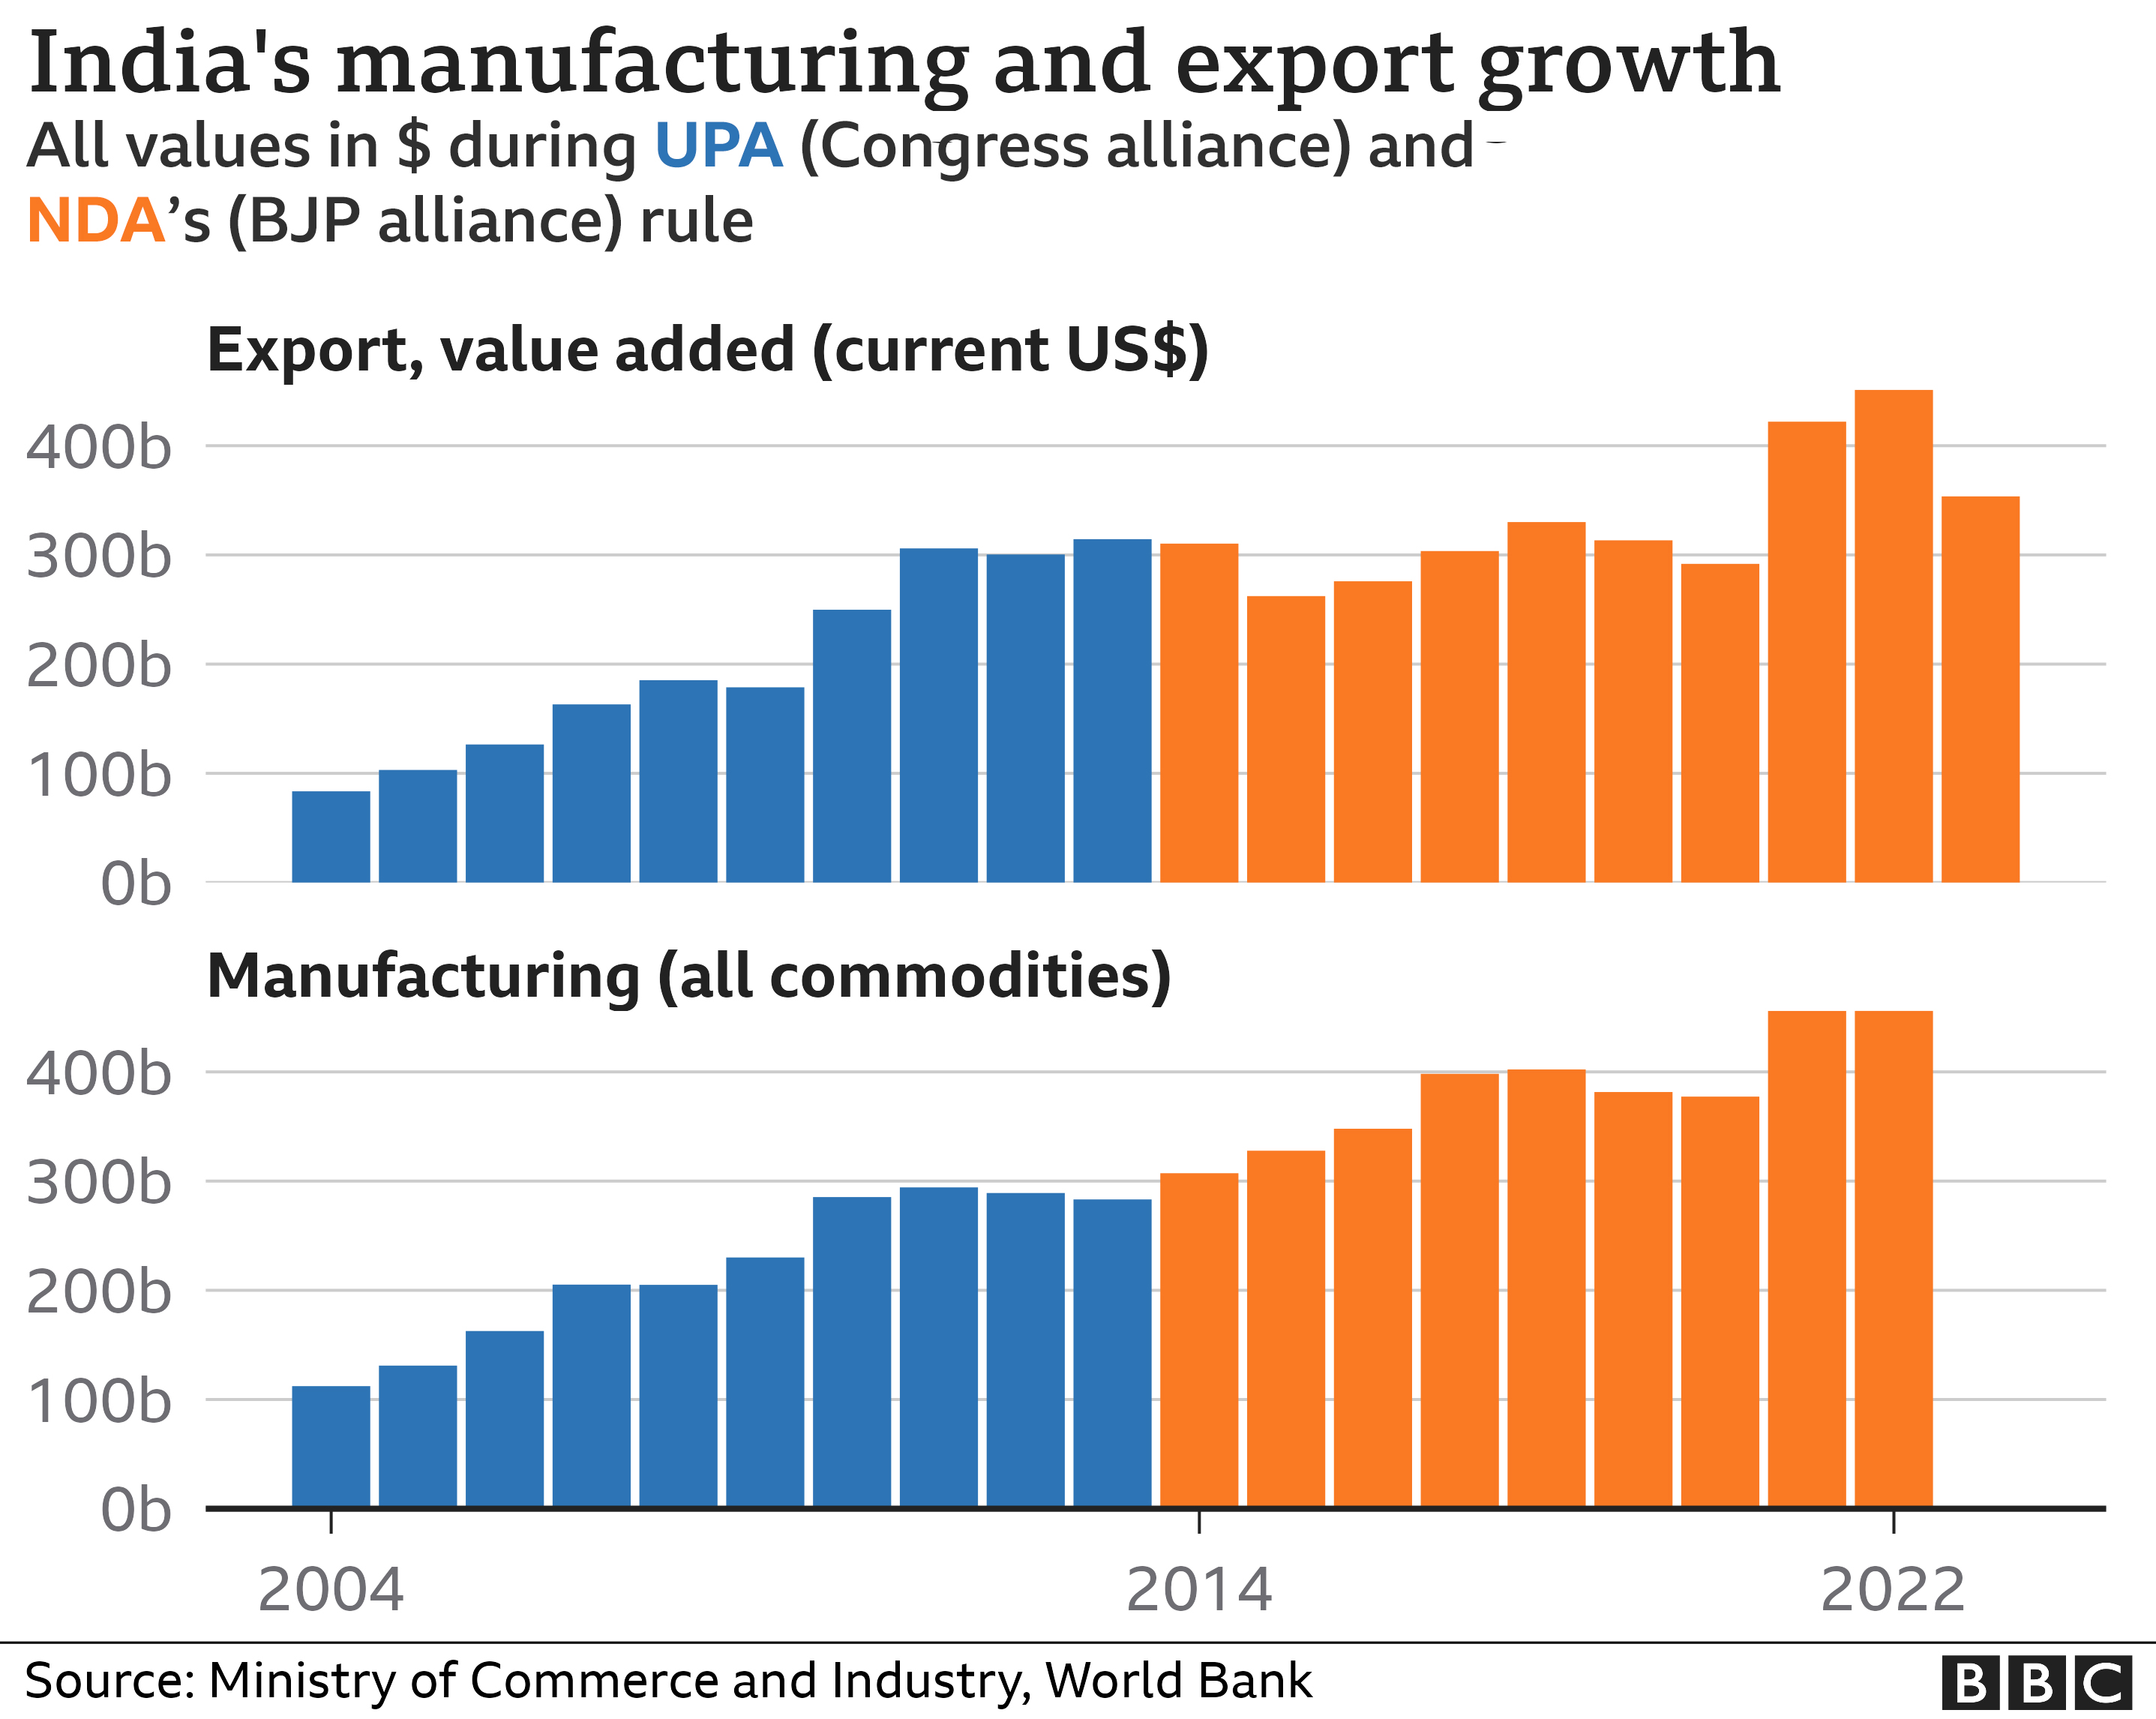 India's manufacturing and export growth
All values in $ during UPA (Congress alliance) and
NDA’s (BJP alliance) rule
Export, value added (current US$)
400b
300b
200b
100b
0b
Manufacturing (all commodities)
400b
300b
200b
100b
0b
2004 2014 2022
Source: Ministry of Commerce and Industry, World Bank BBC